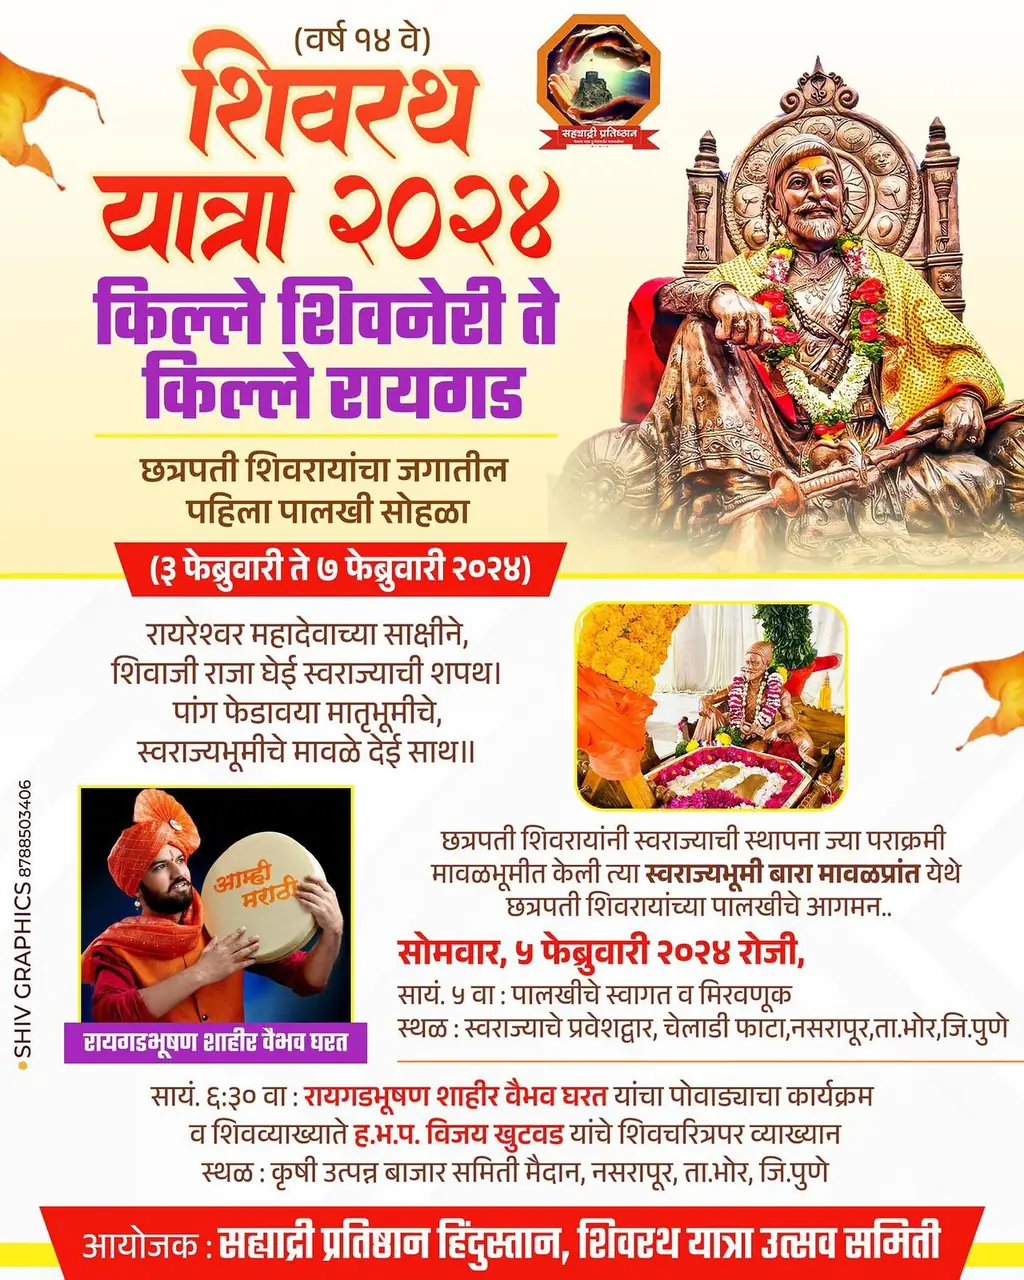 (वर्ष १४ वे)
शिवरथ
यात्रा २०२४
किल्ले शिवनेरी ते
किल्ले रायगड
सह्याद्री प्रतिष्ठान
छत्रपती शिवरायांचा जगातील
पहिला पालखी सोहळा
(३ फेब्रुवारी ते ७ फेब्रुवारी २०२४)
रायरेश्वर महादेवाच्या साक्षीने,
शिवाजी राजा घेई स्वराज्याची शपथ।
पांग फेडावया मातृभूमीचे,
स्वराज्यभूमीचे मावळे देई साथ॥
आम्ही
मराठी
रायगडभूषण शाहीर वैभव घरत
SHIV GRAPHICS 8788503406
छत्रपती शिवरायांनी स्वराज्याची स्थापना ज्या पराक्रमी
मावळभूमीत केली त्या स्वराज्यभूमी बारा मावळप्रांत येथे
छत्रपती शिवरायांच्या पालखीचे आगमन..
सोमवार, ५ फेब्रुवारी २०२४ रोजी,
सायं. ५ वा : पालखीचे स्वागत व मिरवणूक
स्थळ : स्वराज्याचे प्रवेशद्वार, चेलाडी फाटा,नसरापूर,ता.भोर,जि.पुणे
सायं. ६:३० वा : रायगडभूषण शाहीर वैभव घरत यांचा पोवाड्याचा कार्यक्रम
व शिवव्याख्याते ह.भ.प. विजय खुटवड यांचे शिवचरित्रपर व्याख्यान
स्थळ : कृषी उत्पन्न बाजार समिती मैदान, नसरापूर, ता.भोर, जि.पुणे
आयोजक : सह्याद्री प्रतिष्ठान हिंदुस्तान, शिवरथ यात्रा उत्सव समिती